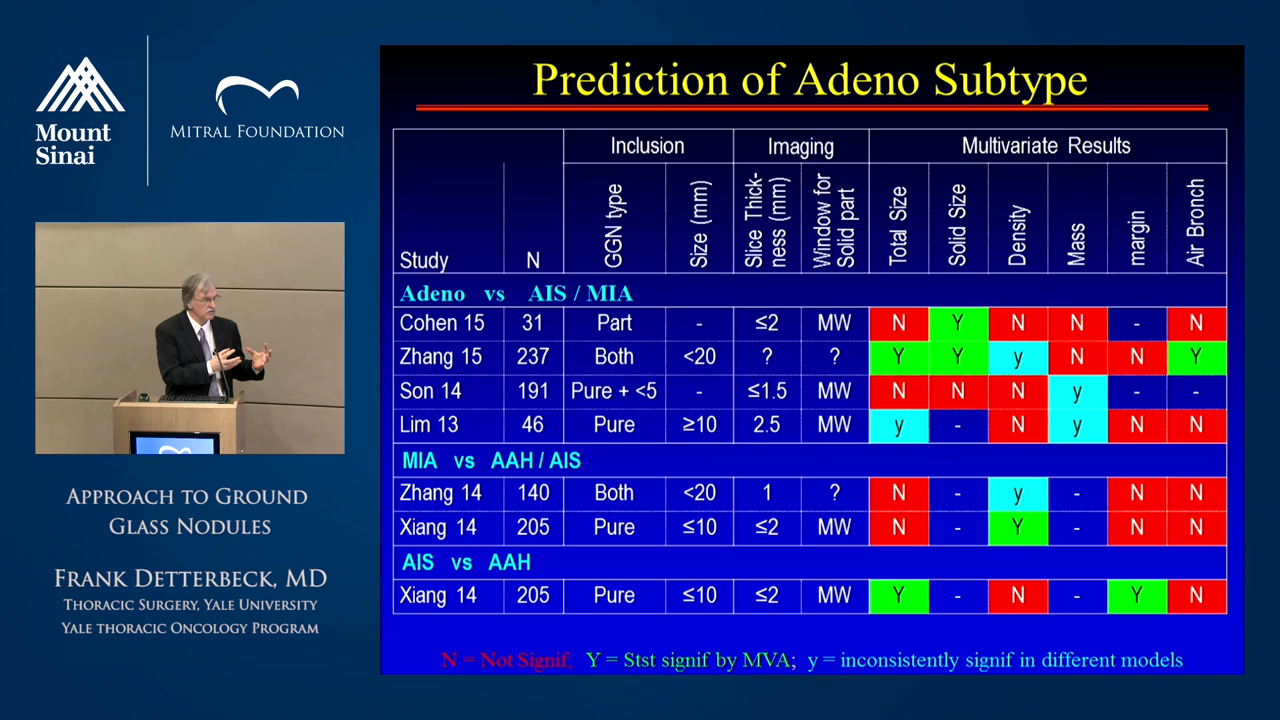 Mount
Sinai
Mitral Foundation
Approach to Ground
Glass Nodules
Frank Detterbeck, MD
Thoracic Surgery, Yale University
Yale Thoracic Oncology Program
Prediction of Adeno Subtype
Inclusion Imaging Multivariate Results
Study N GGN type Size (mm) Slice Thick-ness (mm) Window for Solid part Total Size Solid Size Density Mass margin Air Bronch
Adeno vs AIS / MIA
Cohen 15 31 Part - ≤2 MW N Y N N - N
Zhang 15 237 Both <20 ? ? Y Y y N N Y
Son 14 191 Pure + <5 - ≤1.5 MW N N N y - -
Lim 13 46 Pure ≥10 2.5 MW y - N y N N
MIA vs AAH / AIS
Zhang 14 140 Both <20 1 ? N - y - N N
Xiang 14 205 Pure ≤10 ≤2 MW N - Y - N N
AIS vs AAH
Xiang 14 205 Pure ≤10 ≤2 MW Y - N - Y N
N = Not Signif; Y = Stst signif by MVA; y = inconsistently signif in different models